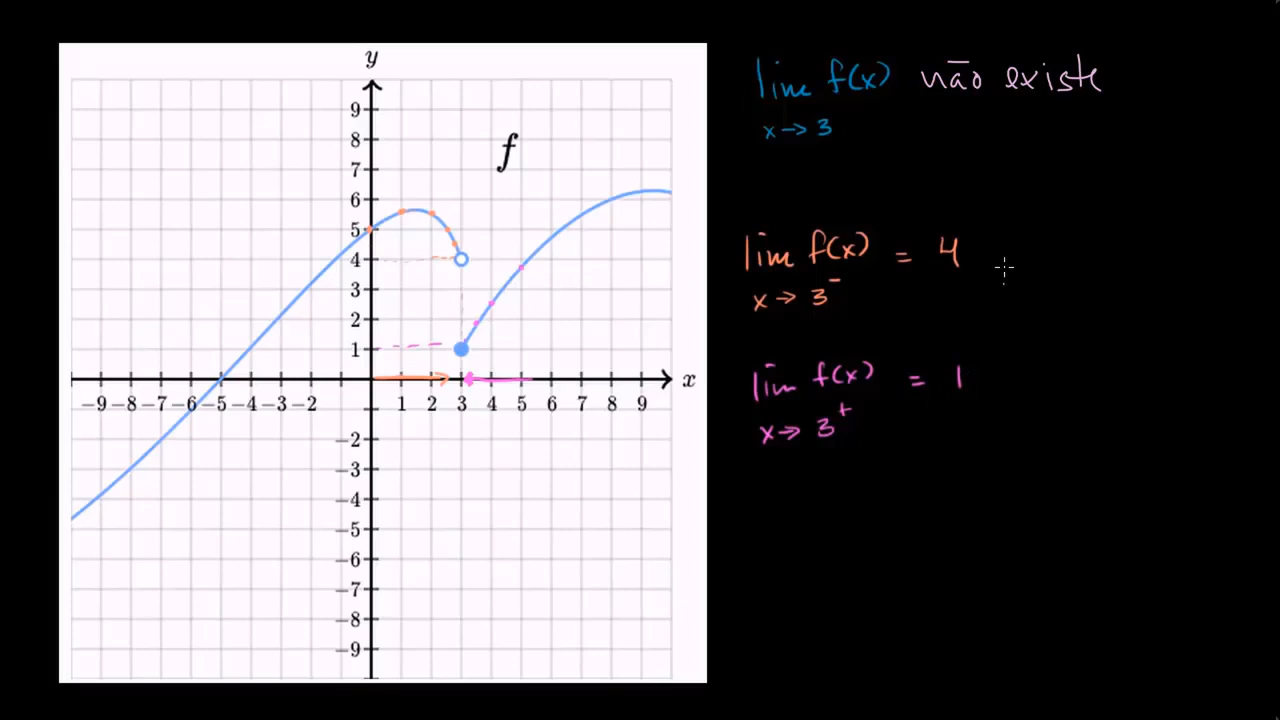 y
9
8
7
6
5
4
3
2
1
f
−9 −8 −7 −6 −5 −4 −3 −2 1 2 3 4 5 6 7 8 9 x
−2
−3
−4
−5
−6
−7
−8
−9
lim f(x) não existe
x → 3
lim f(x) = 4
x → 3⁻
lim f(x) = 1
x → 3⁺